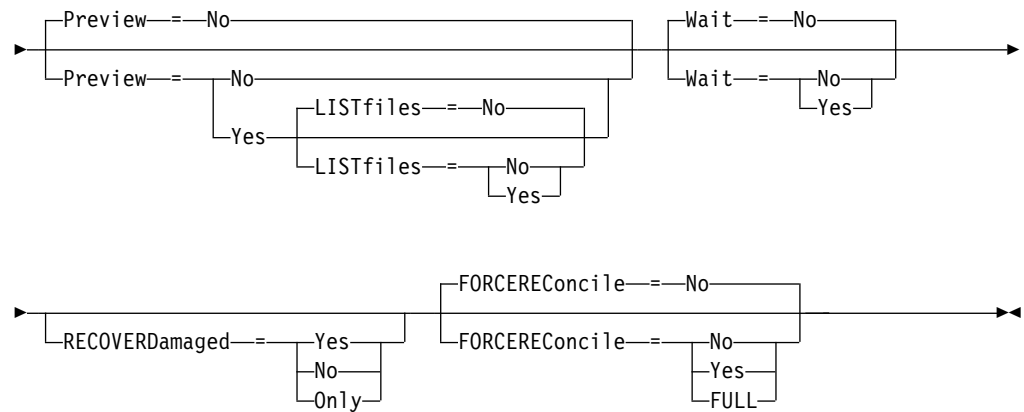 Preview = No
Wait = No
Preview = No
Wait = No
LISTfiles = No
Yes
Yes
LISTfiles = No
Yes
FORCEREConcile = No
RECOVERDamaged = Yes
FORCEREConcile = No
No
Yes
Only
FULL